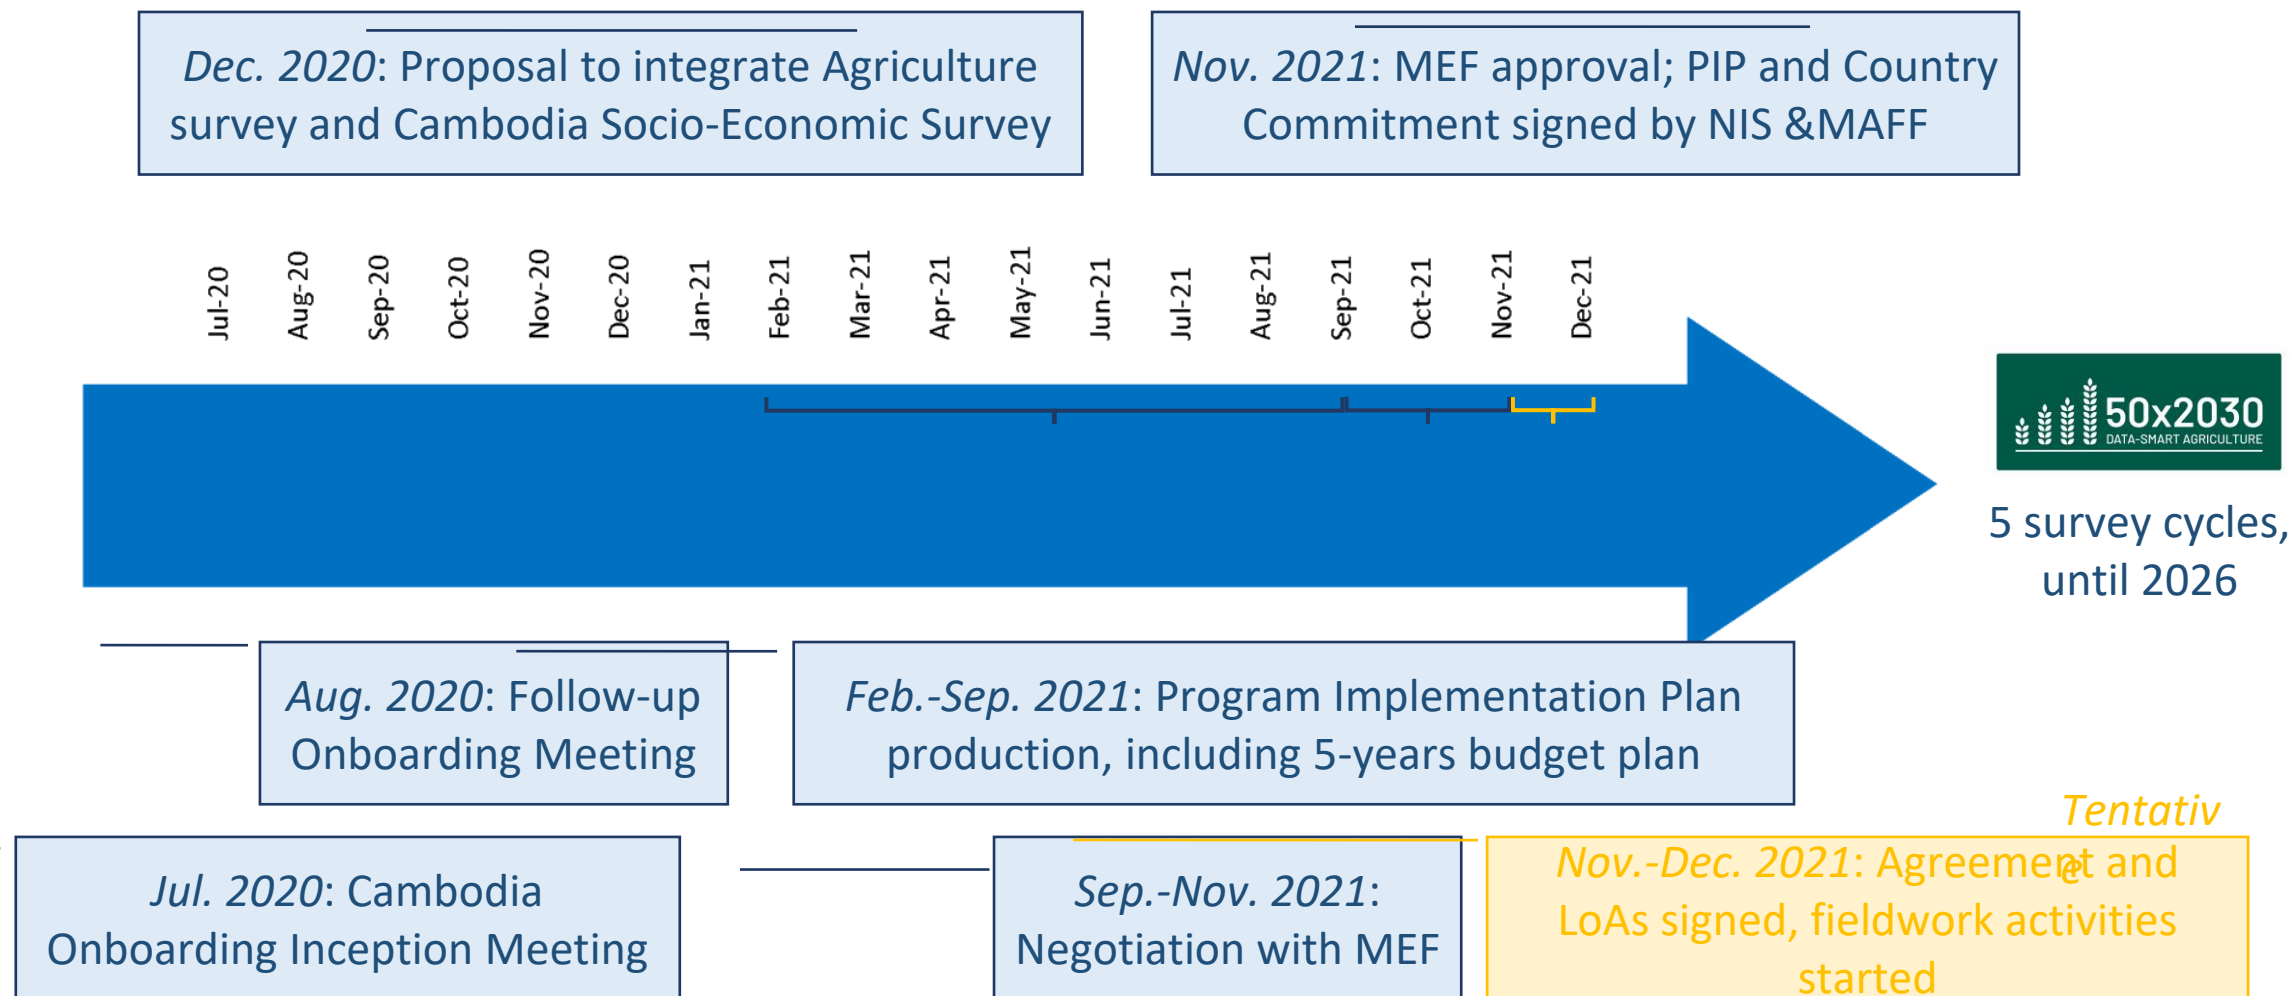 Dec. 2020: Proposal to integrate Agriculture
survey and Cambodia Socio-Economic Survey
Nov. 2021: MEF approval; PIP and Country
Commitment signed by NIS &MAFF
Jul-20
Aug-20
Sep-20
Oct-20
Nov-20
Dec-20
Jan-21
Feb-21
Mar-21
Apr-21
May-21
Jun-21
Jul-21
Aug-21
Sep-21
Oct-21
Nov-21
Dec-21
50x2030
DATA-SMART AGRICULTURE
5 survey cycles,
until 2026
Aug. 2020: Follow-up
Onboarding Meeting
Feb.-Sep. 2021: Program Implementation Plan
production, including 5-years budget plan
Jul. 2020: Cambodia
Onboarding Inception Meeting
Sep.-Nov. 2021:
Negotiation with MEF
Tentativ
e
Nov.-Dec. 2021: Agreement and
LoAs signed, fieldwork activities
started